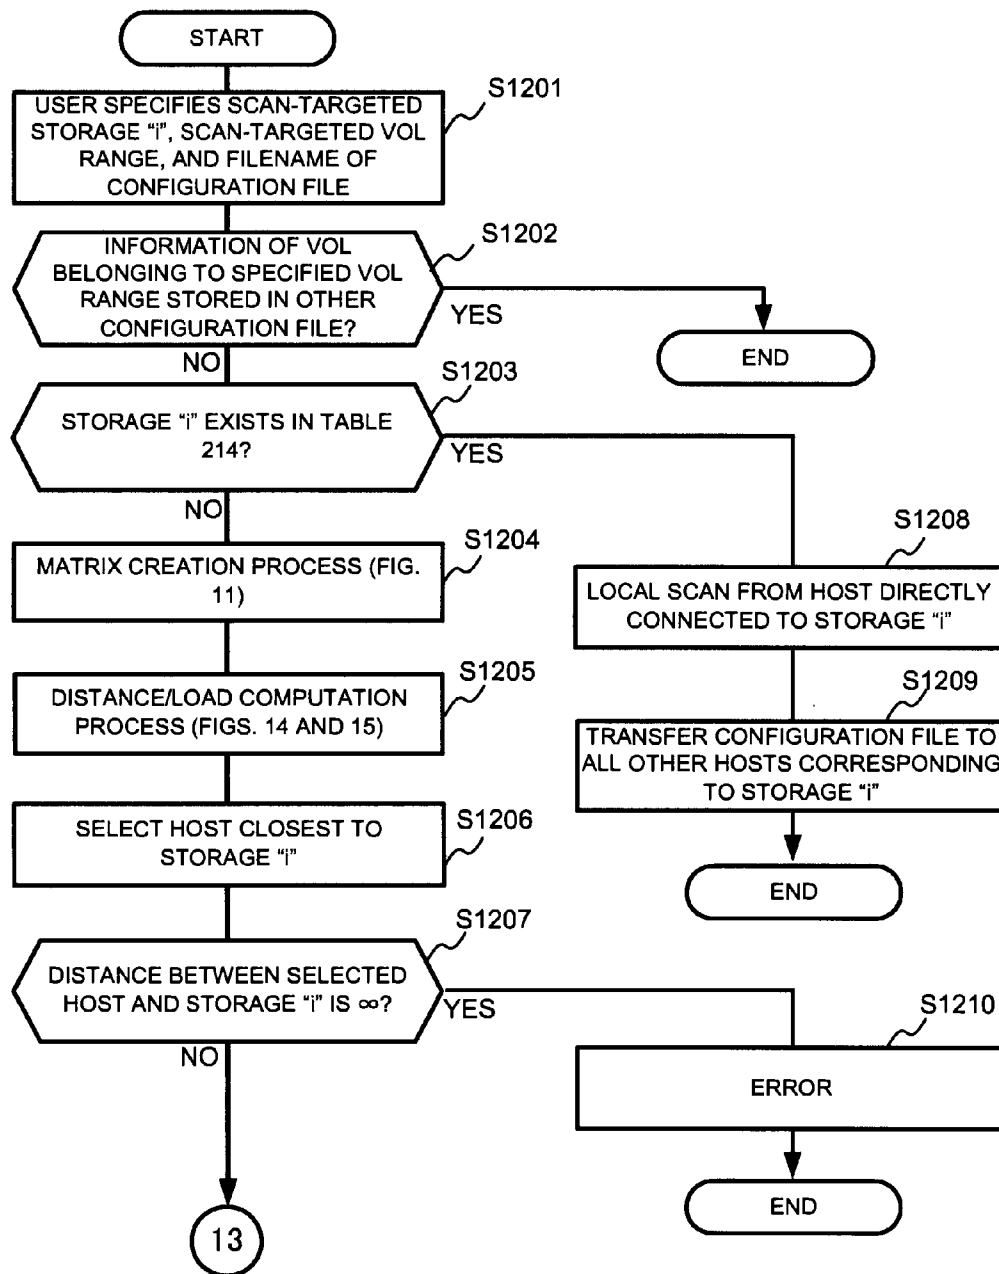 START
S1201
USER SPECIFIES SCAN-TARGETED
STORAGE “i”, SCAN-TARGETED VOL
RANGE, AND FILENAME OF
CONFIGURATION FILE
S1202
INFORMATION OF VOL
BELONGING TO SPECIFIED VOL
RANGE STORED IN OTHER
CONFIGURATION FILE?
YES
END
NO
S1203
STORAGE “i” EXISTS IN TABLE
214?
YES
NO
S1204
MATRIX CREATION PROCESS (FIG.
11)
S1208
LOCAL SCAN FROM HOST DIRECTLY
CONNECTED TO STORAGE “i”
S1205
DISTANCE/LOAD COMPUTATION
PROCESS (FIGS. 14 AND 15)
S1209
TRANSFER CONFIGURATION FILE TO
ALL OTHER HOSTS CORRESPONDING
TO STORAGE “i”
S1206
SELECT HOST CLOSEST TO
STORAGE “i”
END
S1207
DISTANCE BETWEEN SELECTED
HOST AND STORAGE “i” IS ∞?
YES
NO
S1210
ERROR
END
13